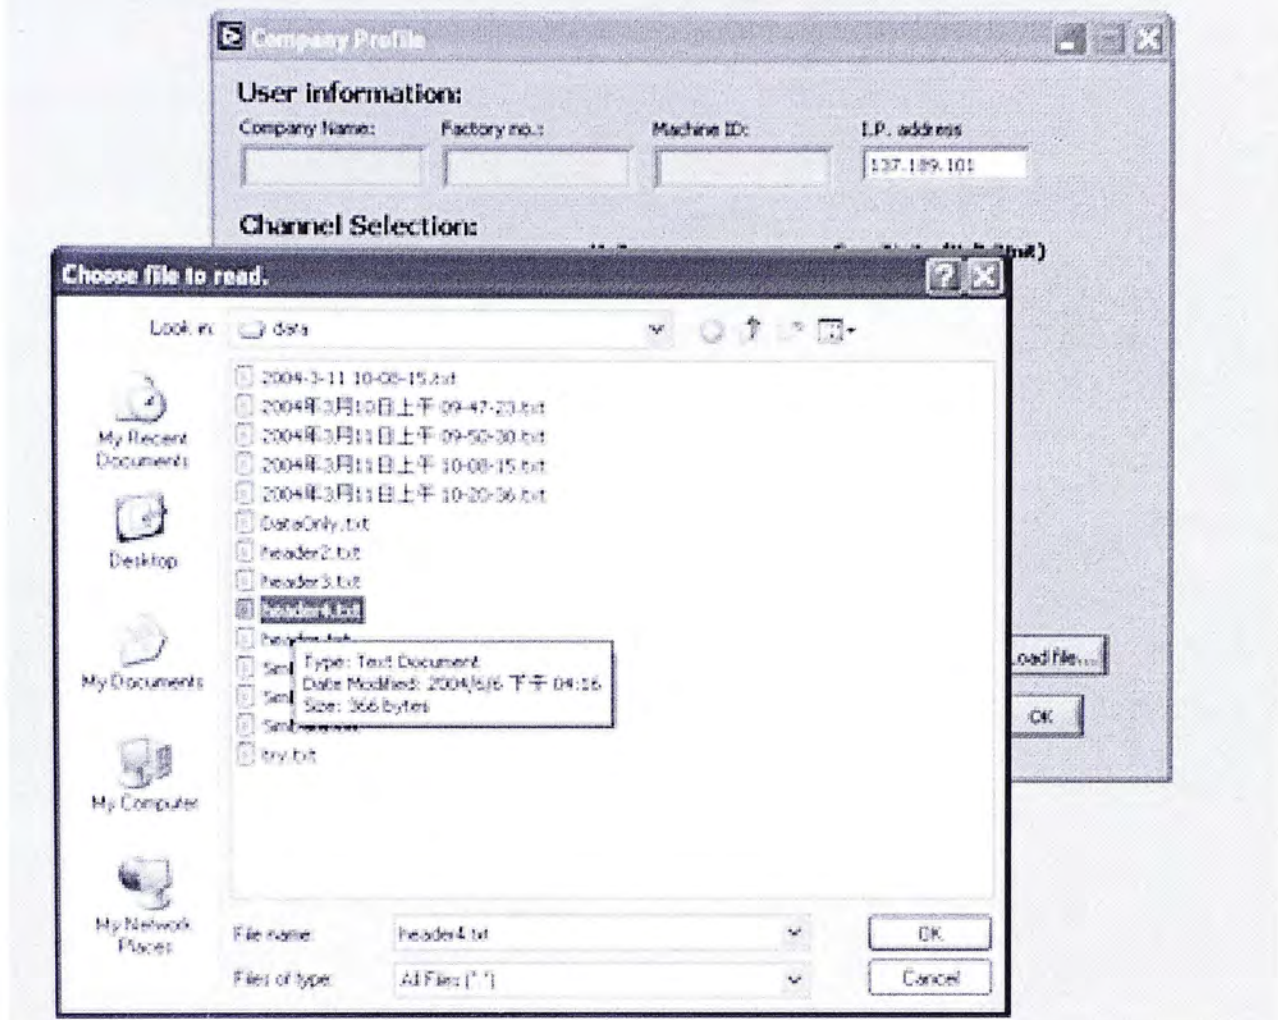 Company Profile
User information:
Company Name: Factory no.: Machine ID: I.P. address
137.189.101
Channel Selection:
Choose file to read.
Look in: data
2004-3-11 10-08-15.txt
2004年3月10日上午 09-47-23.txt
2004年3月11日上午 09-50-30.txt
2004年3月11日上午 10-08-15.txt
2004年3月11日上午 10-20-36.txt
DataOnly.txt
header2.txt
header3.txt
header4.txt
header.txt
Type: Text Document
Date Modified: 2004/6/6 下午 04:16
Size: 366 bytes
try.txt
My Recent
Documents
Desktop
My Documents
My Computer
My Network
Places
File name: header4.txt
OK
Files of type: All Files (*.*)
Cancel
Load file...
OK